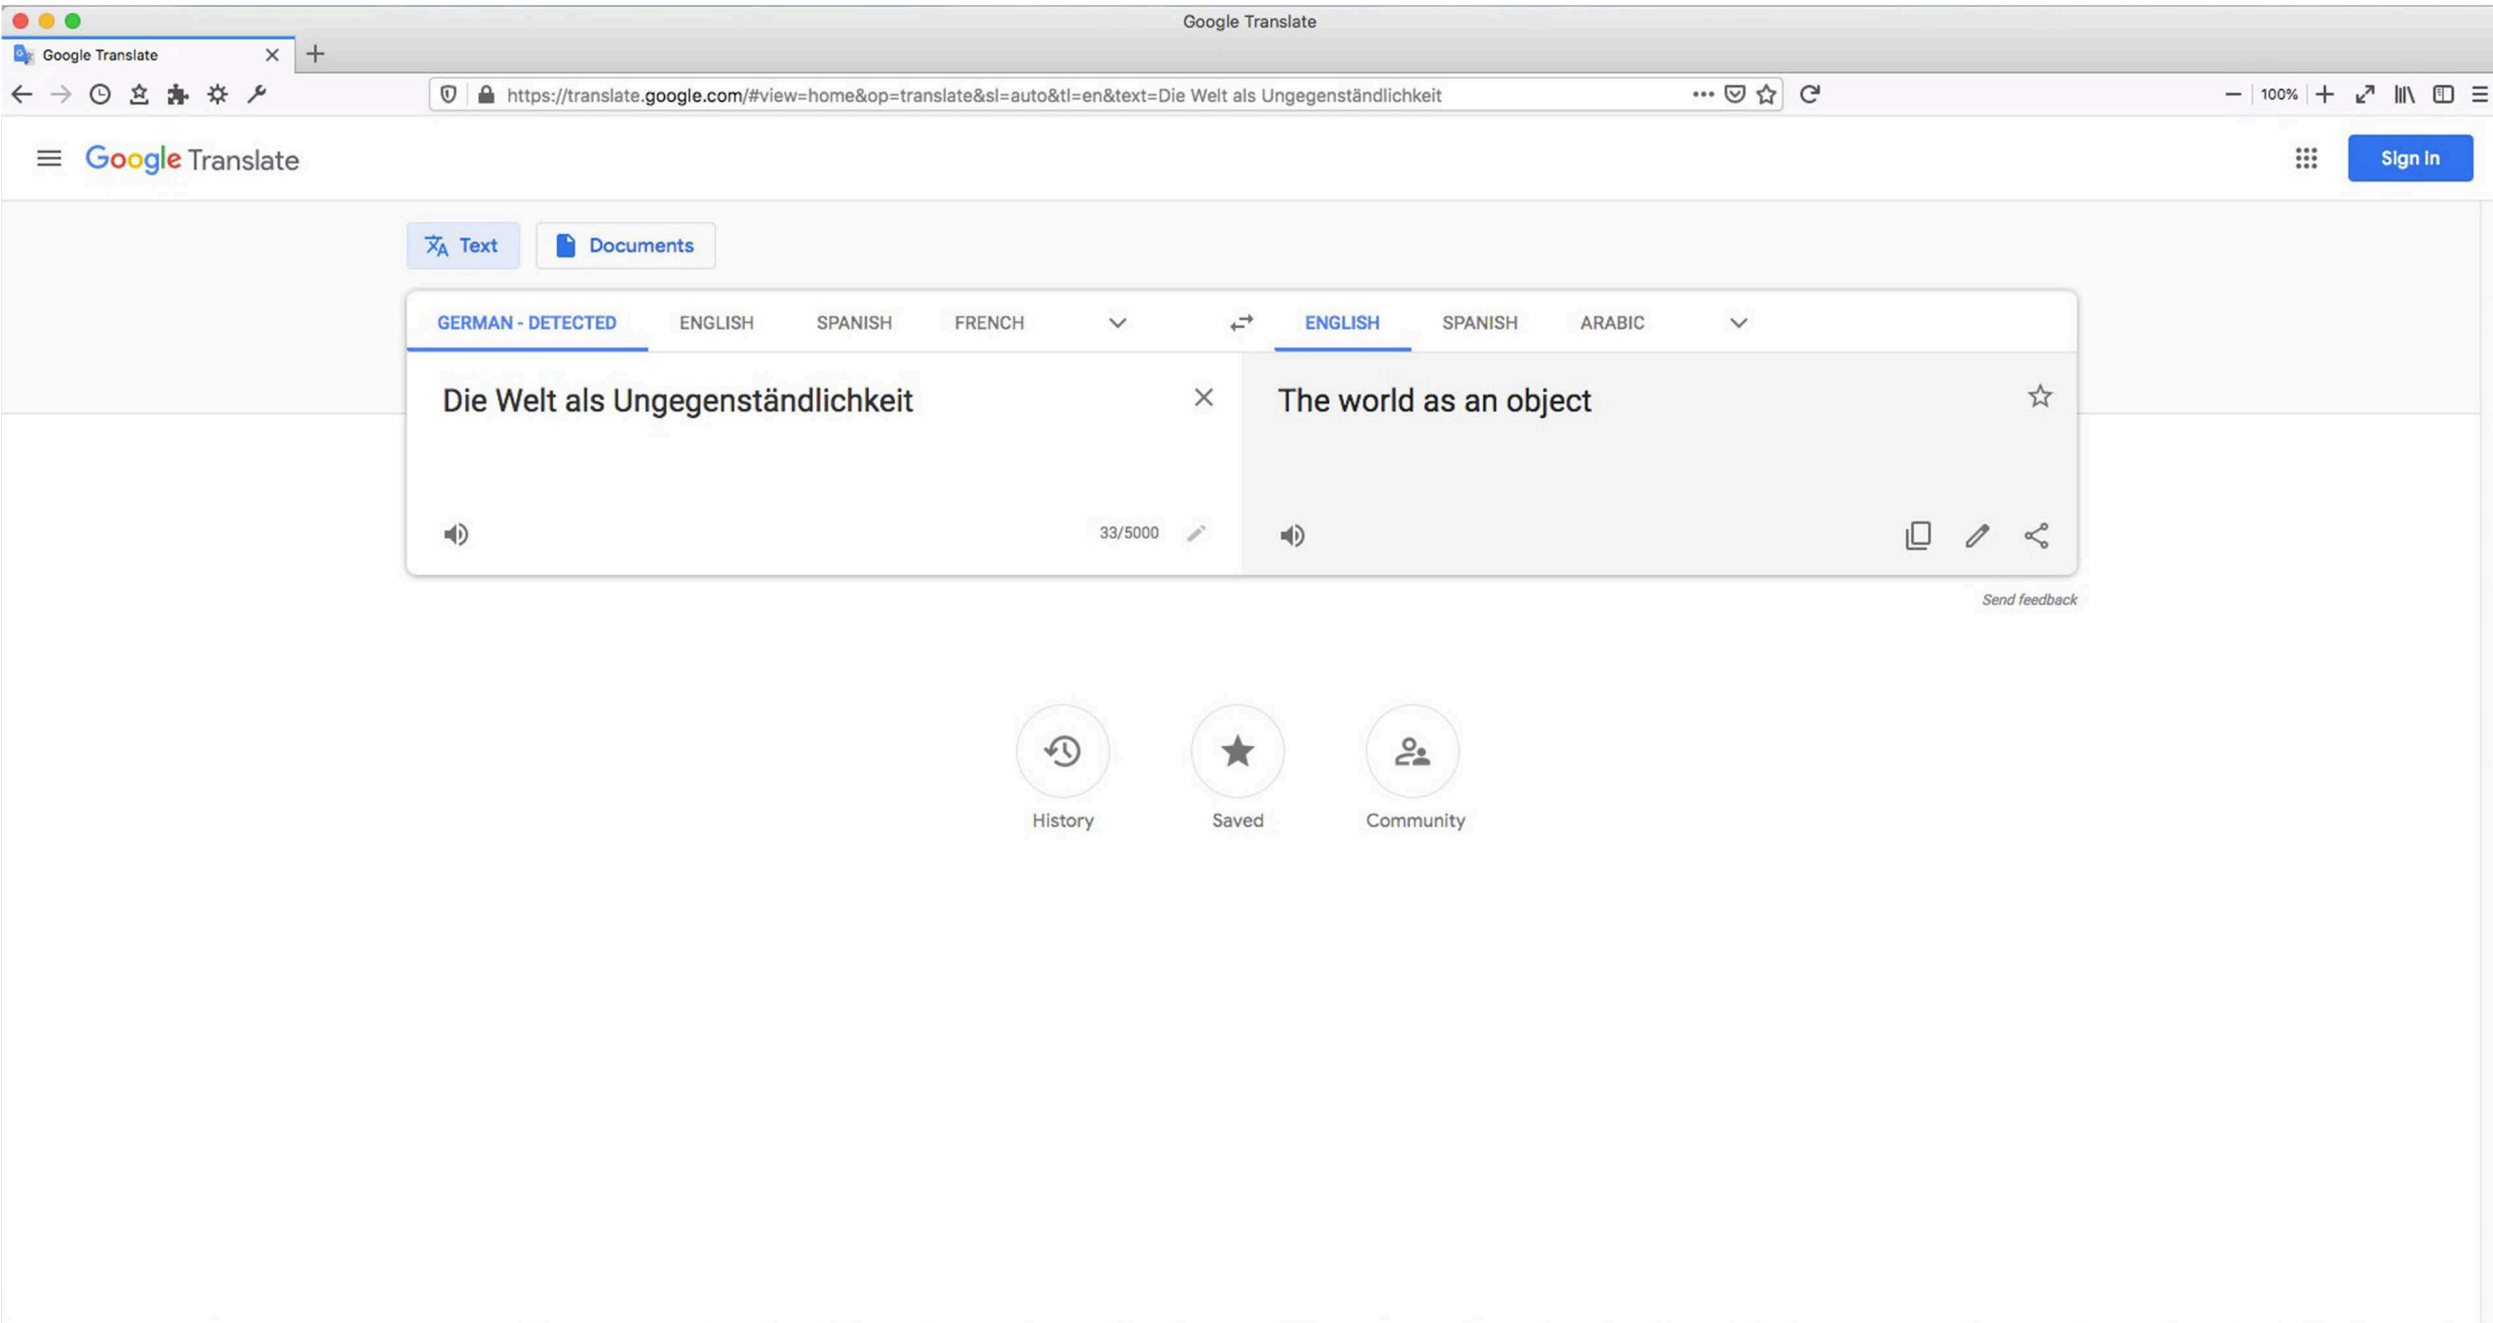 Google Translate
Google Translate
https://translate.google.com/#view=home&op=translate&sl=auto&tl=en&text=Die Welt als Ungegenständlichkeit
100%
Google Translate
Sign in
Text
Documents
GERMAN - DETECTED ENGLISH SPANISH FRENCH
ENGLISH SPANISH ARABIC
Die Welt als Ungegenständlichkeit
The world as an object
33/5000
Send feedback
History
Saved
Community